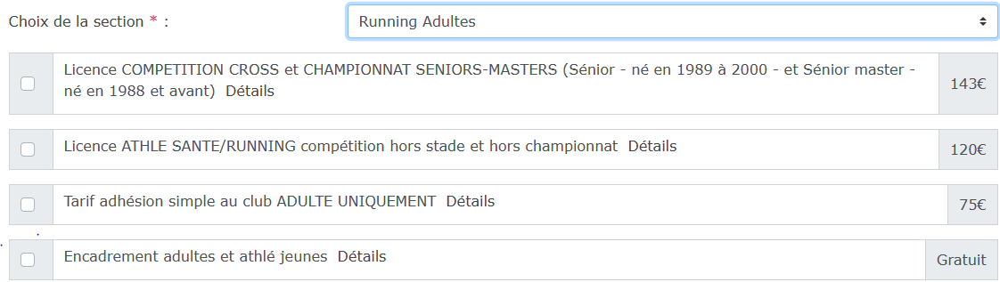 Choix de la section * :
Running Adultes
Licence COMPETITION CROSS et CHAMPIONNAT SENIORS-MASTERS (Sénior - né en 1989 à 2000 - et Sénior master -
né en 1988 et avant) Détails
143€
Licence ATHLE SANTE/RUNNING compétition hors stade et hors championnat Détails
120€
Tarif adhésion simple au club ADULTE UNIQUEMENT Détails
75€
Encadrement adultes et athlé jeunes Détails
Gratuit